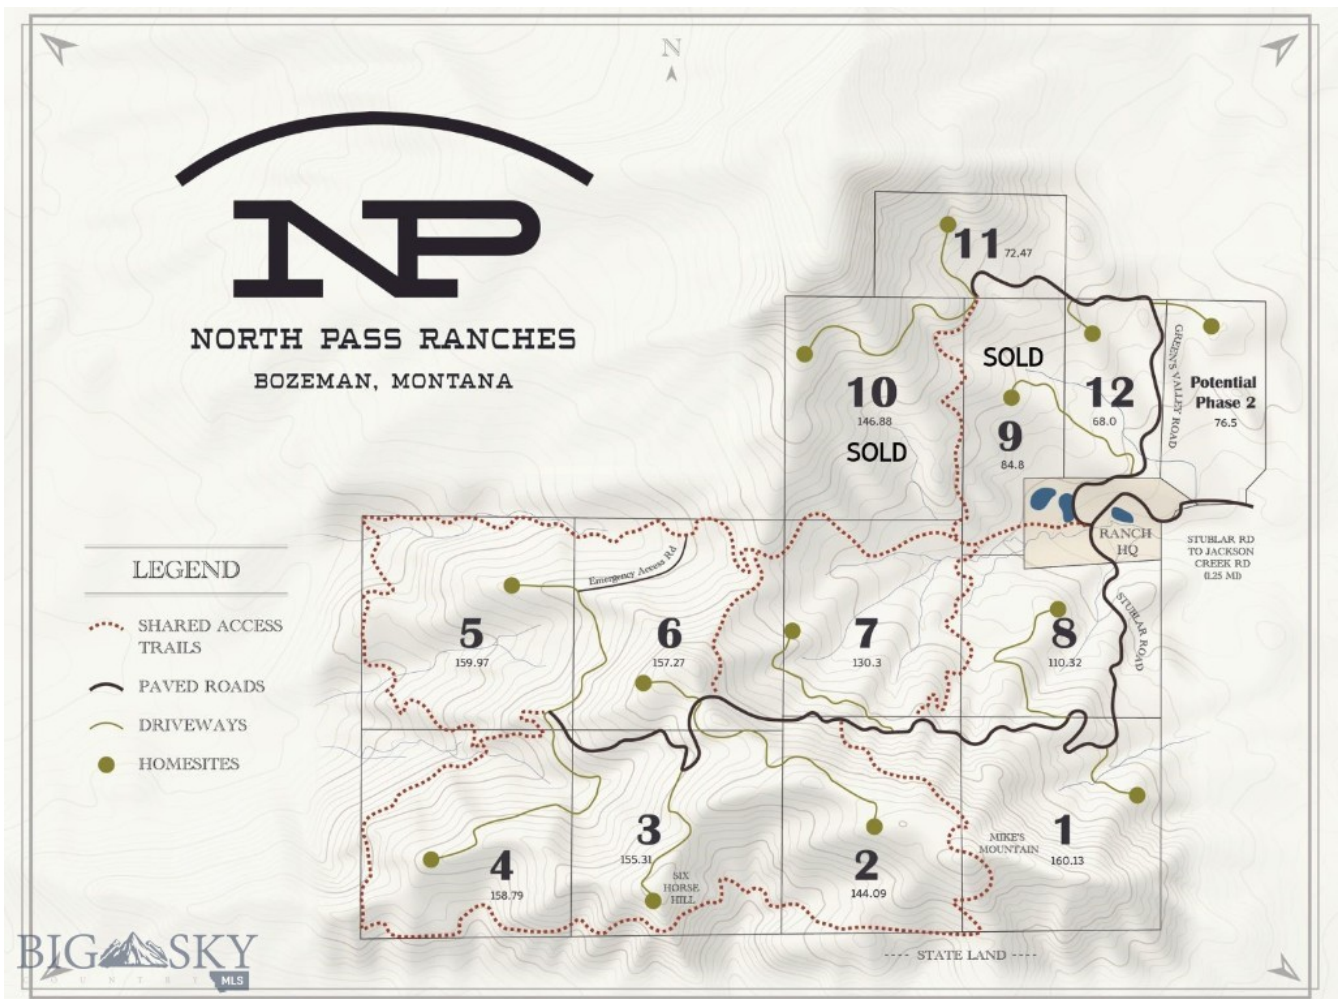 N
NP
NORTH PASS RANCHES
BOZEMAN, MONTANA
11 72.47
SOLD
10
146.88
SOLD
9
84.8
12
68.0
GREENS VALLEY ROAD
Potential
Phase 2
76.5
RANCH
HQ
STUBLAR RD
TO JACKSON
CREEK RD
(1.25 MI)
STUBLAR ROAD
LEGEND
SHARED ACCESS
TRAILS
PAVED ROADS
DRIVEWAYS
HOMESITES
Emergency Access Rd
5
159.97
6
157.27
7
130.3
8
110.32
4
158.79
3
155.31
SIX
HORSE
HILL
2
144.09
MIKE'S
MOUNTAIN
1
160.13
---- STATE LAND ----
BIG SKY
COUNTRY
MLS